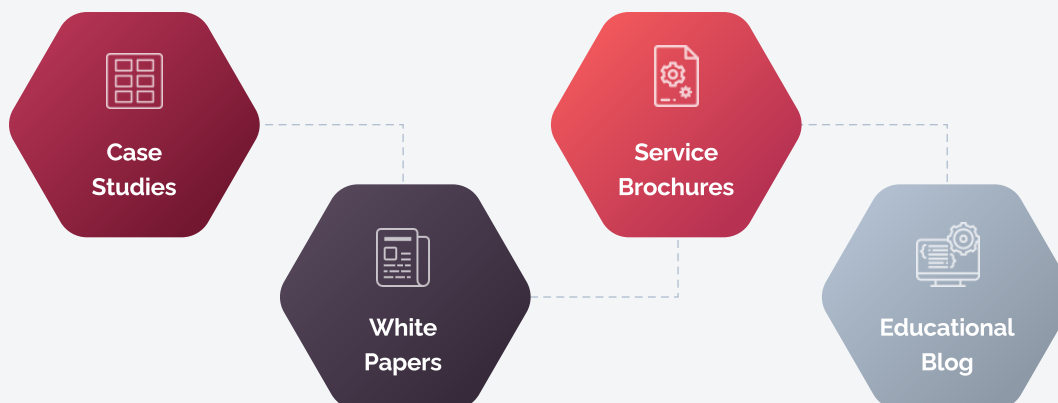 Case
Studies
White
Papers
Service
Brochures
Educational
Blog